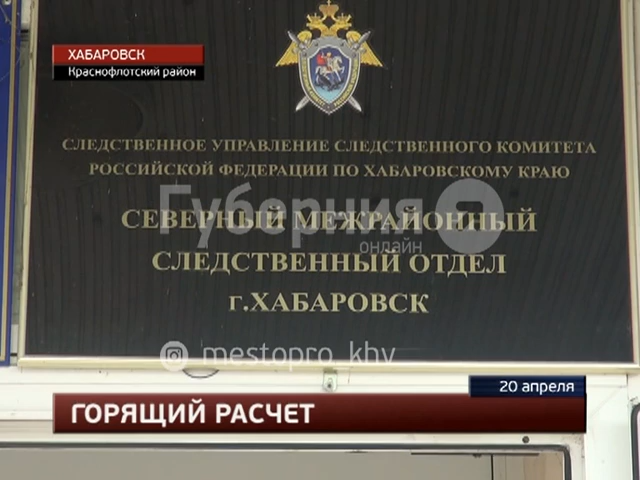 ХАБАРОВСК
Краснофлотский район
СЛЕДСТВЕННОЕ УПРАВЛЕНИЕ СЛЕДСТВЕННОГО КОМИТЕТА
РОССИЙСКОЙ ФЕДЕРАЦИИ ПО ХАБАРОВСКОМУ КРАЮ
Губерния
онлайн
СЕВЕРНЫЙ МЕЖРАЙОННЫЙ
СЛЕДСТВЕННЫЙ ОТДЕЛ
г.ХАБАРОВСК
mestopro_khv
20 апреля
ГОРЯЩИЙ РАСЧЕТ